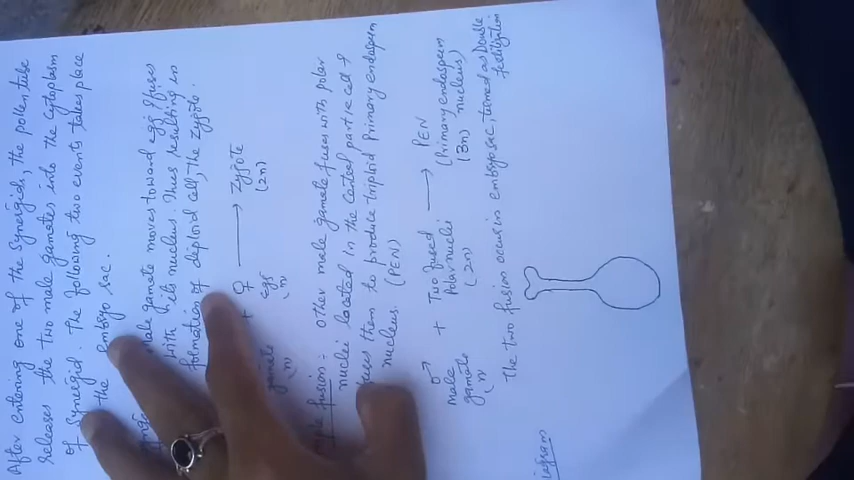 After entering one of the synergids, the pollen tube
releases the two male gametes into the cytoplasm
of synergid. The following two events takes place
the embryo sac.
male gamete moves toward egg & fuses
with its nucleus. Thus resulting in
formation of diploid cell, the zygote.
+ ♀ ⟶ zygote
gamete egg (2n)
(n (n
fusion:- other male gamete fuses with polar
nuclei located in the central part of cell &
fuses them to produce triploid Primary endosperm
nucleus. (PEN)
♂ + Two fused ⟶ PEN
male Polar nuclei (Primary endosperm
gamete (2n) (3n) nucleus)
(n
The two fusion occurs in embryo sac, termed as Double
fertilization
iagram